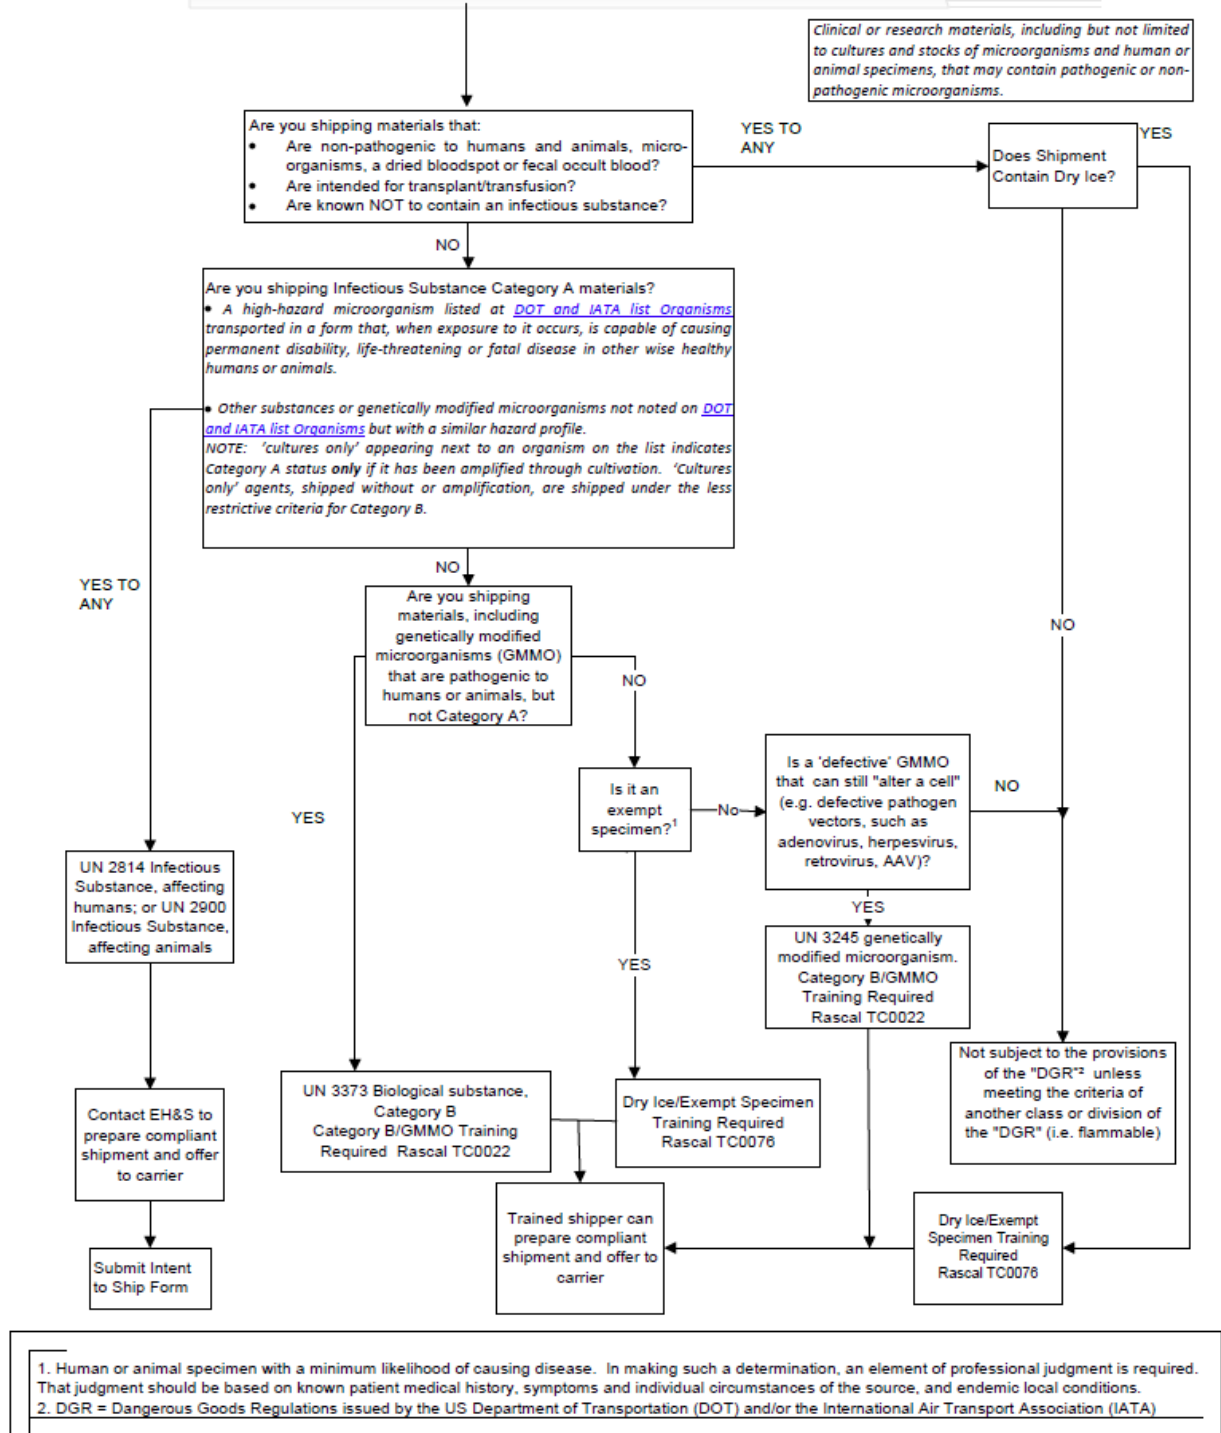 Clinical or research materials, including but not limited
to cultures and stocks of microorganisms and human or
animal specimens, that may contain pathogenic or non-
pathogenic microorganisms.
Are you shipping materials that:
• Are non-pathogenic to humans and animals, micro-
organisms, a dried bloodspot or fecal occult blood?
• Are intended for transplant/transfusion?
• Are known NOT to contain an infectious substance?
YES TO
ANY
Does Shipment
Contain Dry Ice?
YES
NO
Are you shipping Infectious Substance Category A materials?
• A high-hazard microorganism listed at DOT and IATA list Organisms
transported in a form that, when exposure to it occurs, is capable of causing
permanent disability, life-threatening or fatal disease in other wise healthy
humans or animals.
• Other substances or genetically modified microorganisms not noted on DOT
and IATA list Organisms but with a similar hazard profile.
NOTE: 'cultures only' appearing next to an organism on the list indicates
Category A status only if it has been amplified through cultivation. 'Cultures
only' agents, shipped without or amplification, are shipped under the less
restrictive criteria for Category B.
YES TO
ANY
NO
Are you shipping
materials, including
genetically modified
microorganisms (GMMO)
that are pathogenic to
humans or animals, but
not Category A?
NO
NO
YES
Is it an
exempt
specimen?1
No
Is a 'defective' GMMO
that can still "alter a cell"
(e.g. defective pathogen
vectors, such as
adenovirus, herpesvirus,
retrovirus, AAV)?
NO
UN 2814 Infectious
Substance, affecting
humans; or UN 2900
Infectious Substance,
affecting animals
YES
YES
UN 3245 genetically
modified microorganism.
Category B/GMMO
Training Required
Rascal TC0022
Not subject to the provisions
of the "DGR"2 unless
meeting the criteria of
another class or division of
the "DGR" (i.e. flammable)
Contact EH&S to
prepare compliant
shipment and offer
to carrier
UN 3373 Biological substance,
Category B
Category B/GMMO Training
Required Rascal TC0022
Dry Ice/Exempt Specimen
Training Required
Rascal TC0076
Trained shipper can
prepare compliant
shipment and offer to
carrier
Dry Ice/Exempt
Specimen Training
Required
Rascal TC0076
Submit Intent
to Ship Form
1. Human or animal specimen with a minimum likelihood of causing disease. In making such a determination, an element of professional judgment is required.
That judgment should be based on known patient medical history, symptoms and individual circumstances of the source, and endemic local conditions.
2. DGR = Dangerous Goods Regulations issued by the US Department of Transportation (DOT) and/or the International Air Transport Association (IATA)